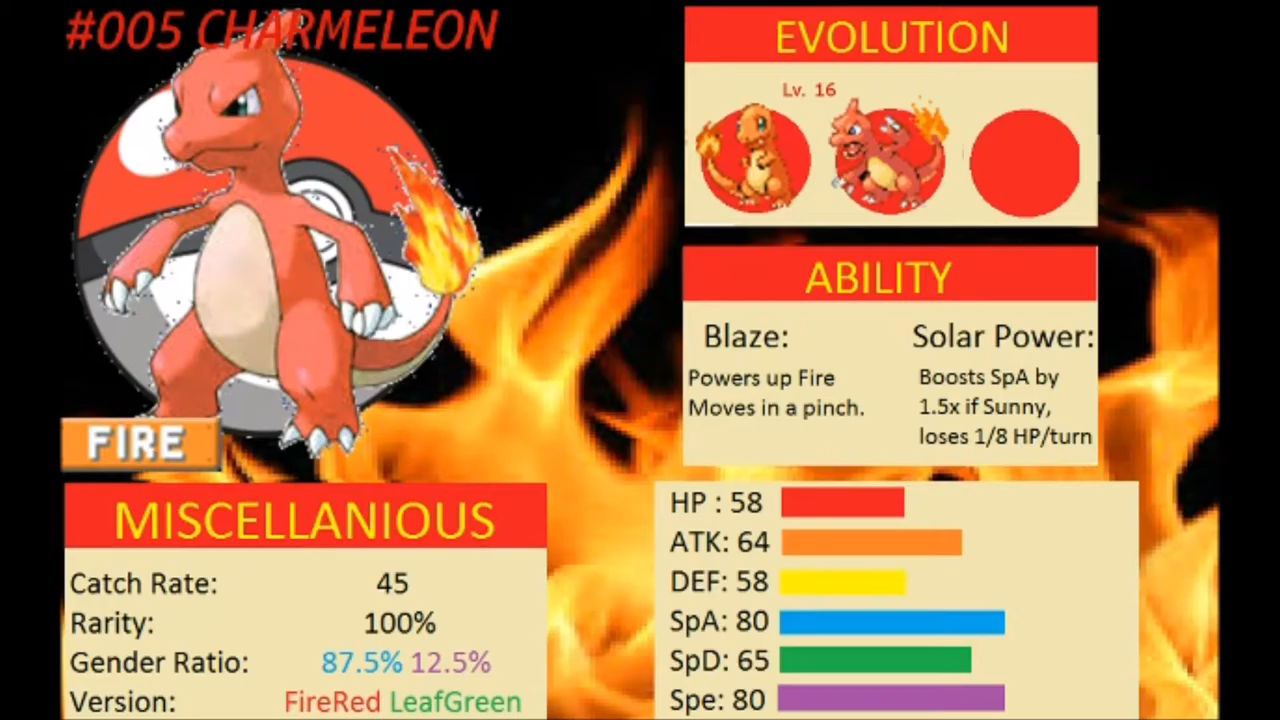 #005 CHARMELEON
FIRE
EVOLUTION
Lv. 16
ABILITY
Blaze:
Powers up Fire
Moves in a pinch.
Solar Power:
Boosts SpA by
1.5x if Sunny,
loses 1/8 HP/turn
MISCELLANIOUS
Catch Rate: 45
Rarity: 100%
Gender Ratio: 87.5% 12.5%
Version: FireRed LeafGreen
HP : 58
ATK: 64
DEF: 58
SpA: 80
SpD: 65
Spe: 80